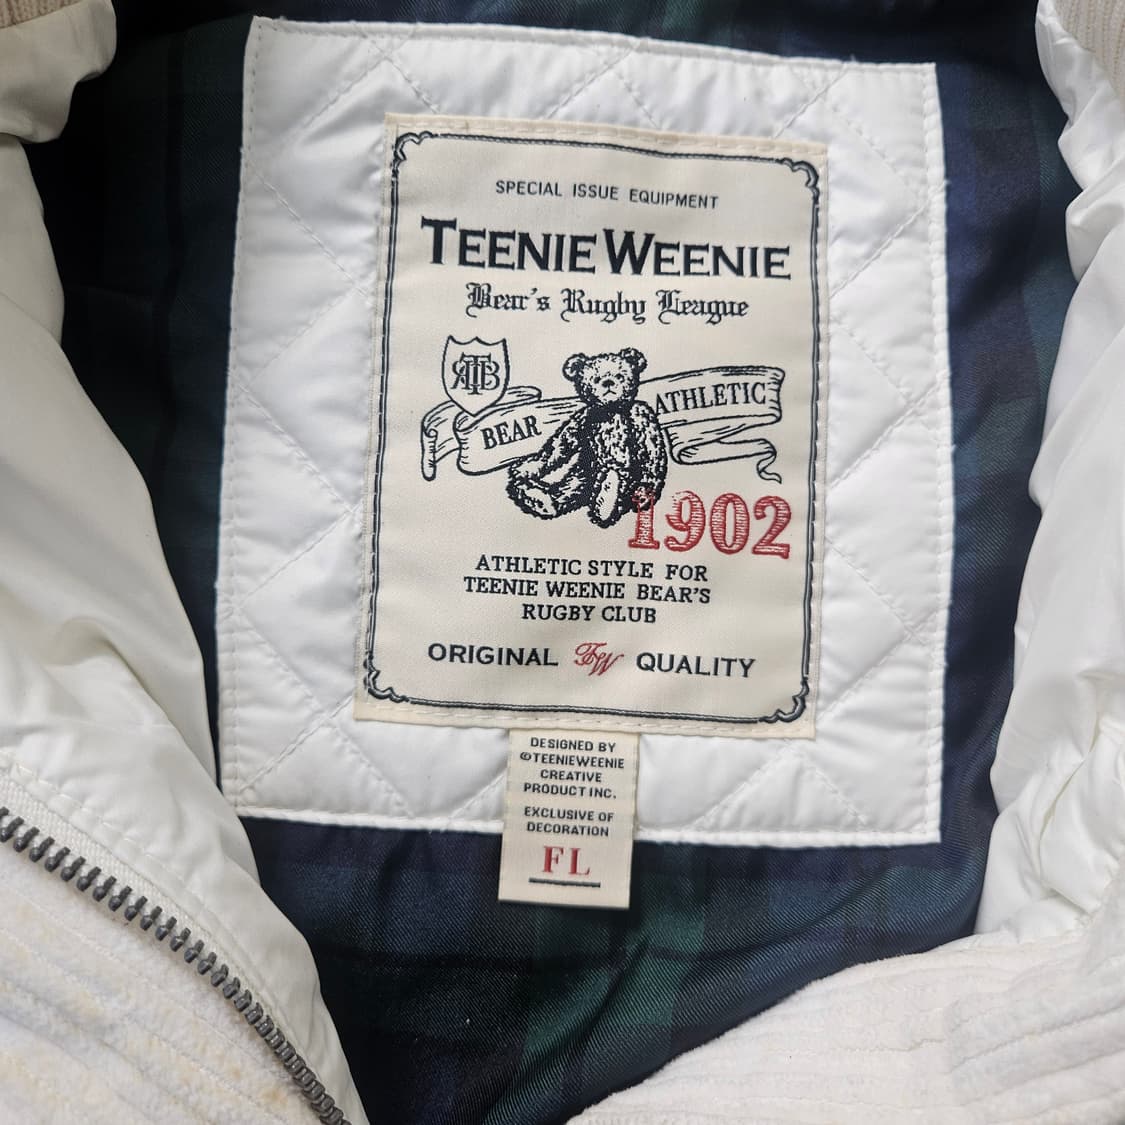 SPECIAL ISSUE EQUIPMENT
TEENIE WEENIE
Bear's Rugby League
RTB
BEAR
ATHLETIC
1902
ATHLETIC STYLE FOR
TEENIE WEENIE BEAR'S
RUGBY CLUB
ORIGINAL TW QUALITY
DESIGNED BY
©TEENIEWEENIE
CREATIVE
PRODUCT INC.
EXCLUSIVE OF
DECORATION
FL